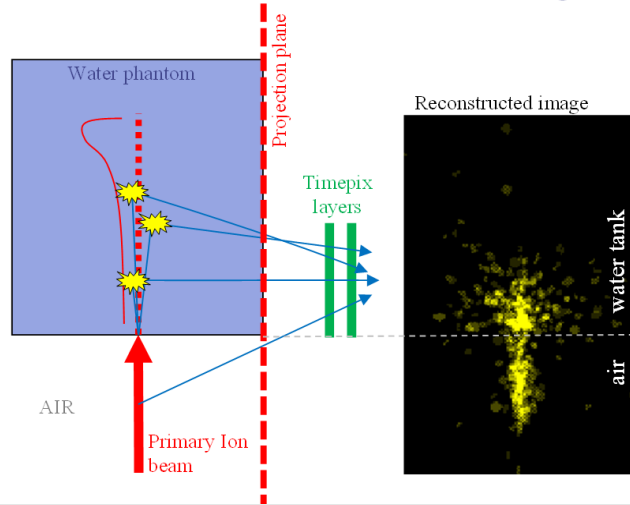 Water phantom
Projection plane
Reconstructed image
Timepix
layers
water tank
air
AIR
Primary Ion
beam